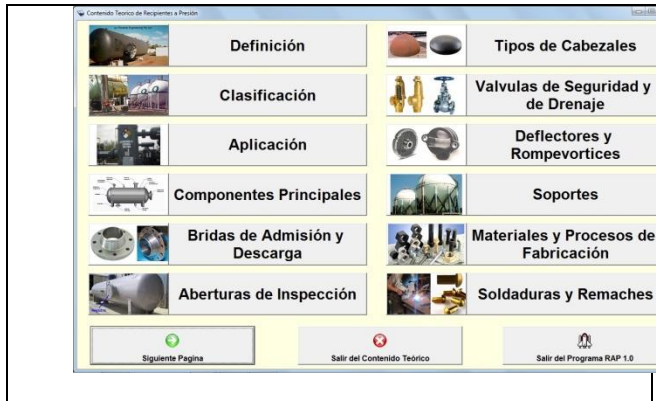 Contenido Teorico de Recipientes a Presión
Definición
Tipos de Cabezales
Clasificación
Valvulas de Seguridad y
de Drenaje
Aplicación
Deflectores y
Rompevortices
Componentes Principales
Soportes
Bridas de Admisión y
Descarga
Materiales y Procesos de
Fabricación
Aberturas de Inspección
Soldaduras y Remaches
Siguiente Pagina
Salir del Contenido Teórico
Salir del Programa RAP 1.0